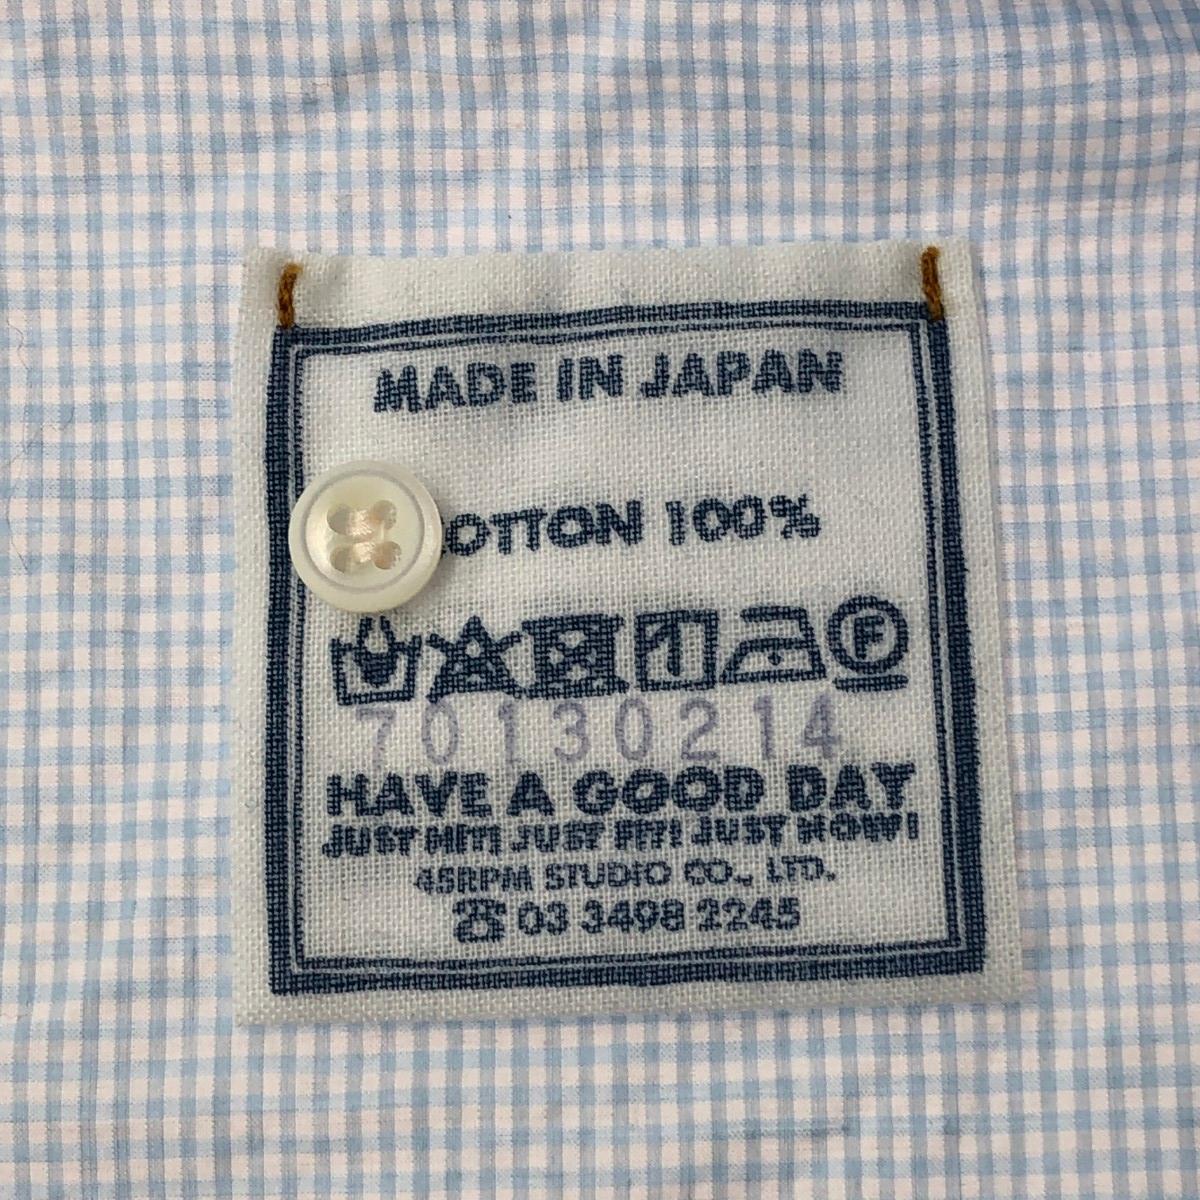 MADE IN JAPAN
OTTON 100%
F
70130214
HAVE A GOOD DAY
JUST HIT! JUST FIT! JUST NOW!
45RPM STUDIO CO., LTD.
☎ 03 3498 2245